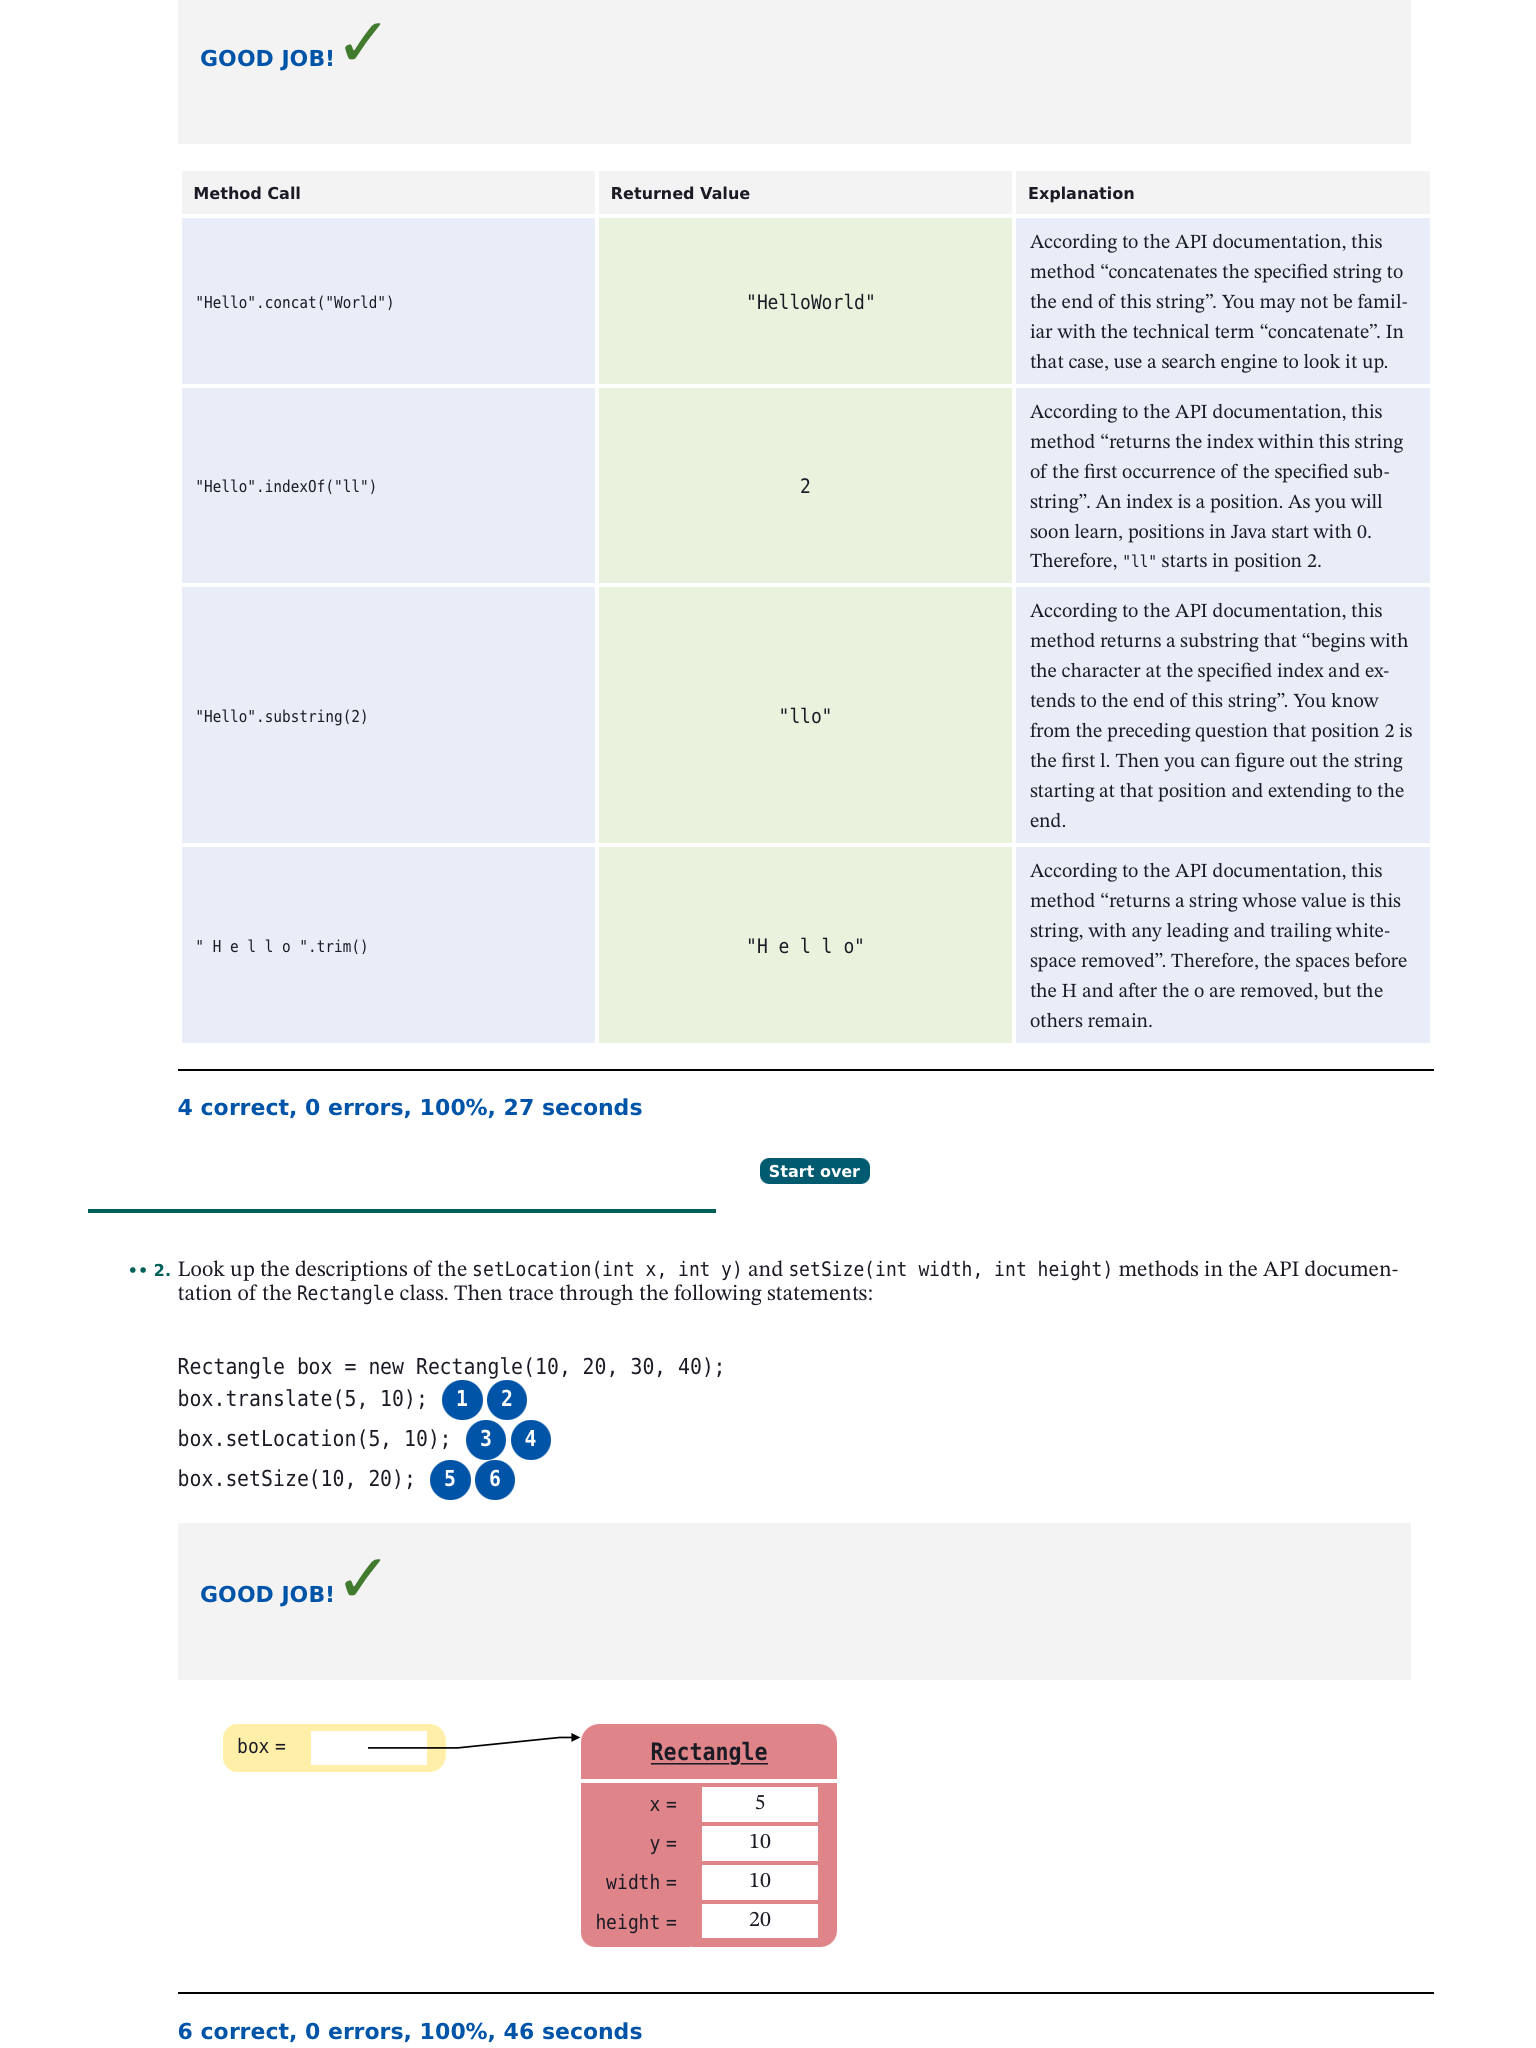 GOOD JOB! ✓
Method Call Returned Value Explanation
"Hello".concat("World")
"HelloWorld"
According to the API documentation, this
method “concatenates the specified string to
the end of this string”. You may not be famil-
iar with the technical term “concatenate”. In
that case, use a search engine to look it up.
"Hello".indexOf("ll")
2
According to the API documentation, this
method “returns the index within this string
of the first occurrence of the specified sub-
string”. An index is a position. As you will
soon learn, positions in Java start with 0.
Therefore, "ll" starts in position 2.
"Hello".substring(2)
"llo"
According to the API documentation, this
method returns a substring that “begins with
the character at the specified index and ex-
tends to the end of this string”. You know
from the preceding question that position 2 is
the first l. Then you can figure out the string
starting at that position and extending to the
end.
" H e l l o ".trim()
"H e l l o"
According to the API documentation, this
method “returns a string whose value is this
string, with any leading and trailing white-
space removed”. Therefore, the spaces before
the H and after the o are removed, but the
others remain.
4 correct, 0 errors, 100%, 27 seconds
Start over
•• 2. Look up the descriptions of the setLocation(int x, int y) and setSize(int width, int height) methods in the API documen-
tation of the Rectangle class. Then trace through the following statements:
Rectangle box = new Rectangle(10, 20, 30, 40);
box.translate(5, 10); 1 2
box.setLocation(5, 10); 3 4
box.setSize(10, 20); 5 6
GOOD JOB! ✓
box =
Rectangle
x = 5
y = 10
width = 10
height = 20
6 correct, 0 errors, 100%, 46 seconds